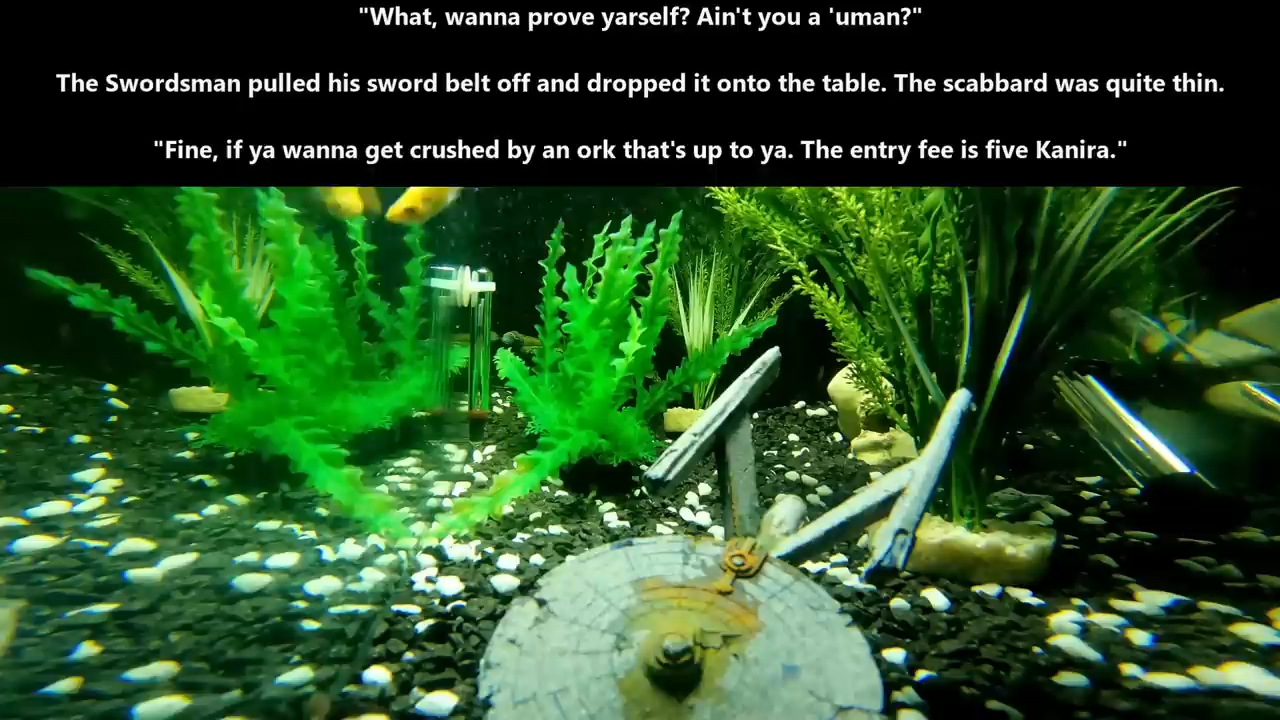 "What, wanna prove yarself? Ain't you a 'uman?"
The Swordsman pulled his sword belt off and dropped it onto the table. The scabbard was quite thin.
"Fine, if ya wanna get crushed by an ork that's up to ya. The entry fee is five Kanira."